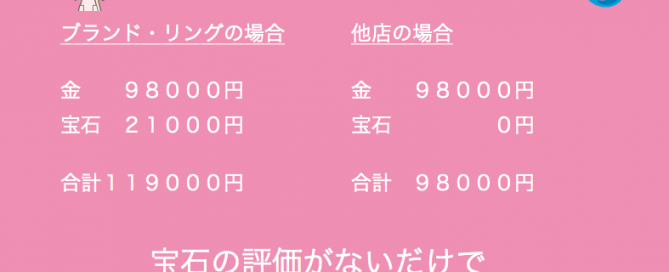 ブランド・リングの場合
金　　９８０００円
宝石　２１０００円
合計１１９０００円
他店の場合
金　　９８０００円
宝石　　　　　０円
合計　９８０００円
宝石の評価がないだけで